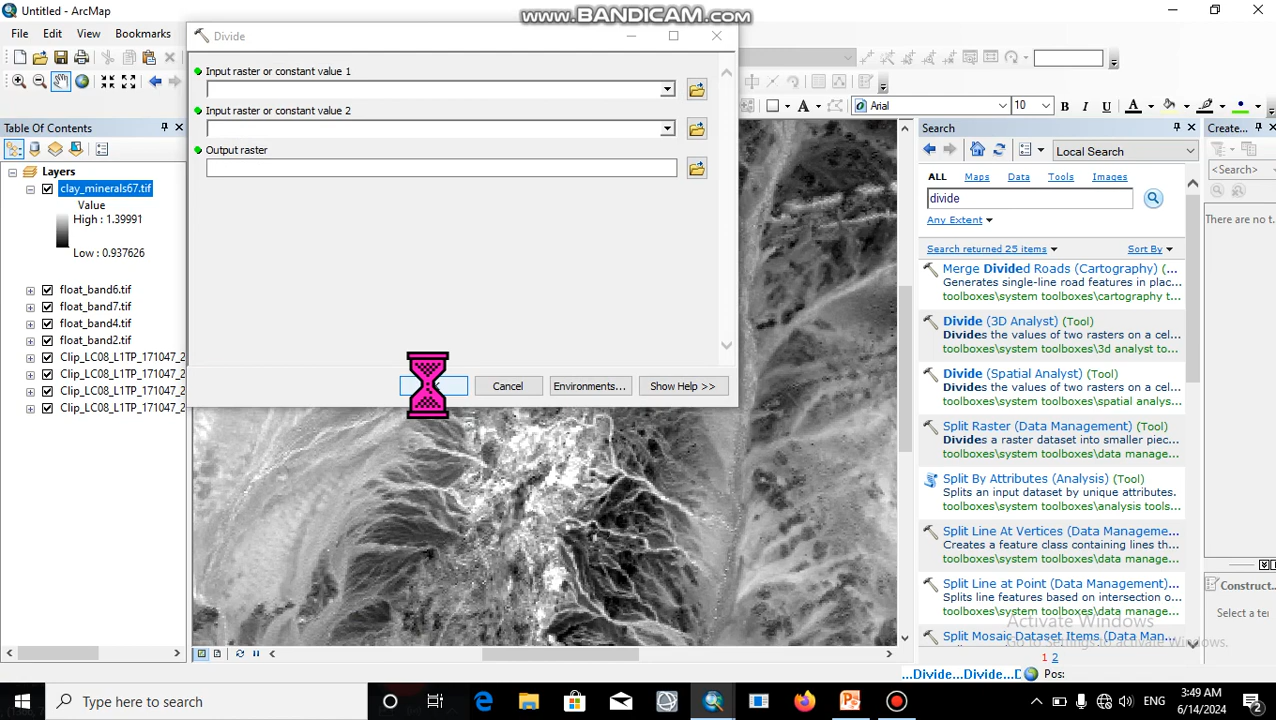 Untitled - ArcMap
www.BANDICAM.com
File Edit View Bookmarks
Divide
Input raster or constant value 1
Input raster or constant value 2
Output raster
Cancel
Environments...
Show Help >>
Arial
10
B I U A
Table Of Contents
Layers
clay_minerals67.tif
Value
High : 1.39991
Low : 0.937626
float_band6.tif
float_band7.tif
float_band4.tif
float_band2.tif
Clip_LC08_L1TP_171047_2
Clip_LC08_L1TP_171047_2
Clip_LC08_L1TP_171047_2
Clip_LC08_L1TP_171047_2
Search
Local Search
ALL Maps Data Tools Images
divide
Any Extent
Search returned 25 items
Sort By
Merge Divided Roads (Cartography) (...
Generates single-line road features in plac...
toolboxes\system toolboxes\cartography t...
Divide (3D Analyst) (Tool)
Divides the values of two rasters on a cel...
toolboxes\system toolboxes\3d analyst to...
Divide (Spatial Analyst) (Tool)
Divides the values of two rasters on a cel...
toolboxes\system toolboxes\spatial analys...
Split Raster (Data Management) (Tool)
Divides a raster dataset into smaller piec...
toolboxes\system toolboxes\data manage...
Split By Attributes (Analysis) (Tool)
Splits an input dataset by unique attributes.
toolboxes\system toolboxes\analysis tools...
Split Line At Vertices (Data Manageme...
Creates a feature class containing lines th...
toolboxes\system toolboxes\data manage...
Split Line at Point (Data Management)...
Splits line features based on intersection o...
toolboxes\system toolboxes\data manage...
Split Mosaic Dataset Items (Data Man...
1 2
Create...
<Search>
There are no t
Construct...
Select a ter
Activate Windows
Go to Settings to activate Windows.
...Divide...Divide...D
Pos:
Type here to search
ENG
3:49 AM
6/14/2024
2